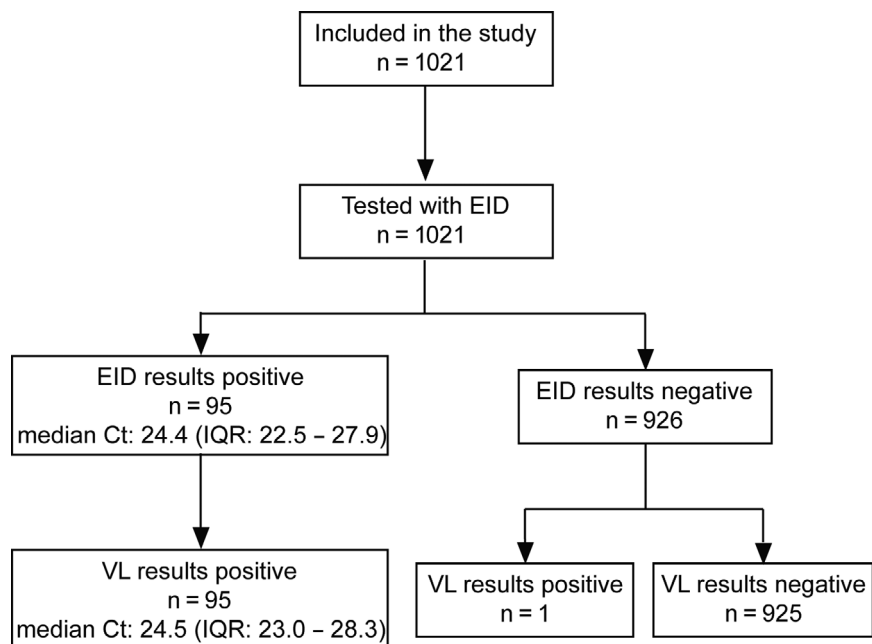 Included in the study
n = 1021
Tested with EID
n = 1021
EID results positive
n = 95
median Ct: 24.4 (IQR: 22.5 – 27.9)
EID results negative
n = 926
VL results positive
n = 95
median Ct: 24.5 (IQR: 23.0 – 28.3)
VL results positive
n = 1
VL results negative
n = 925